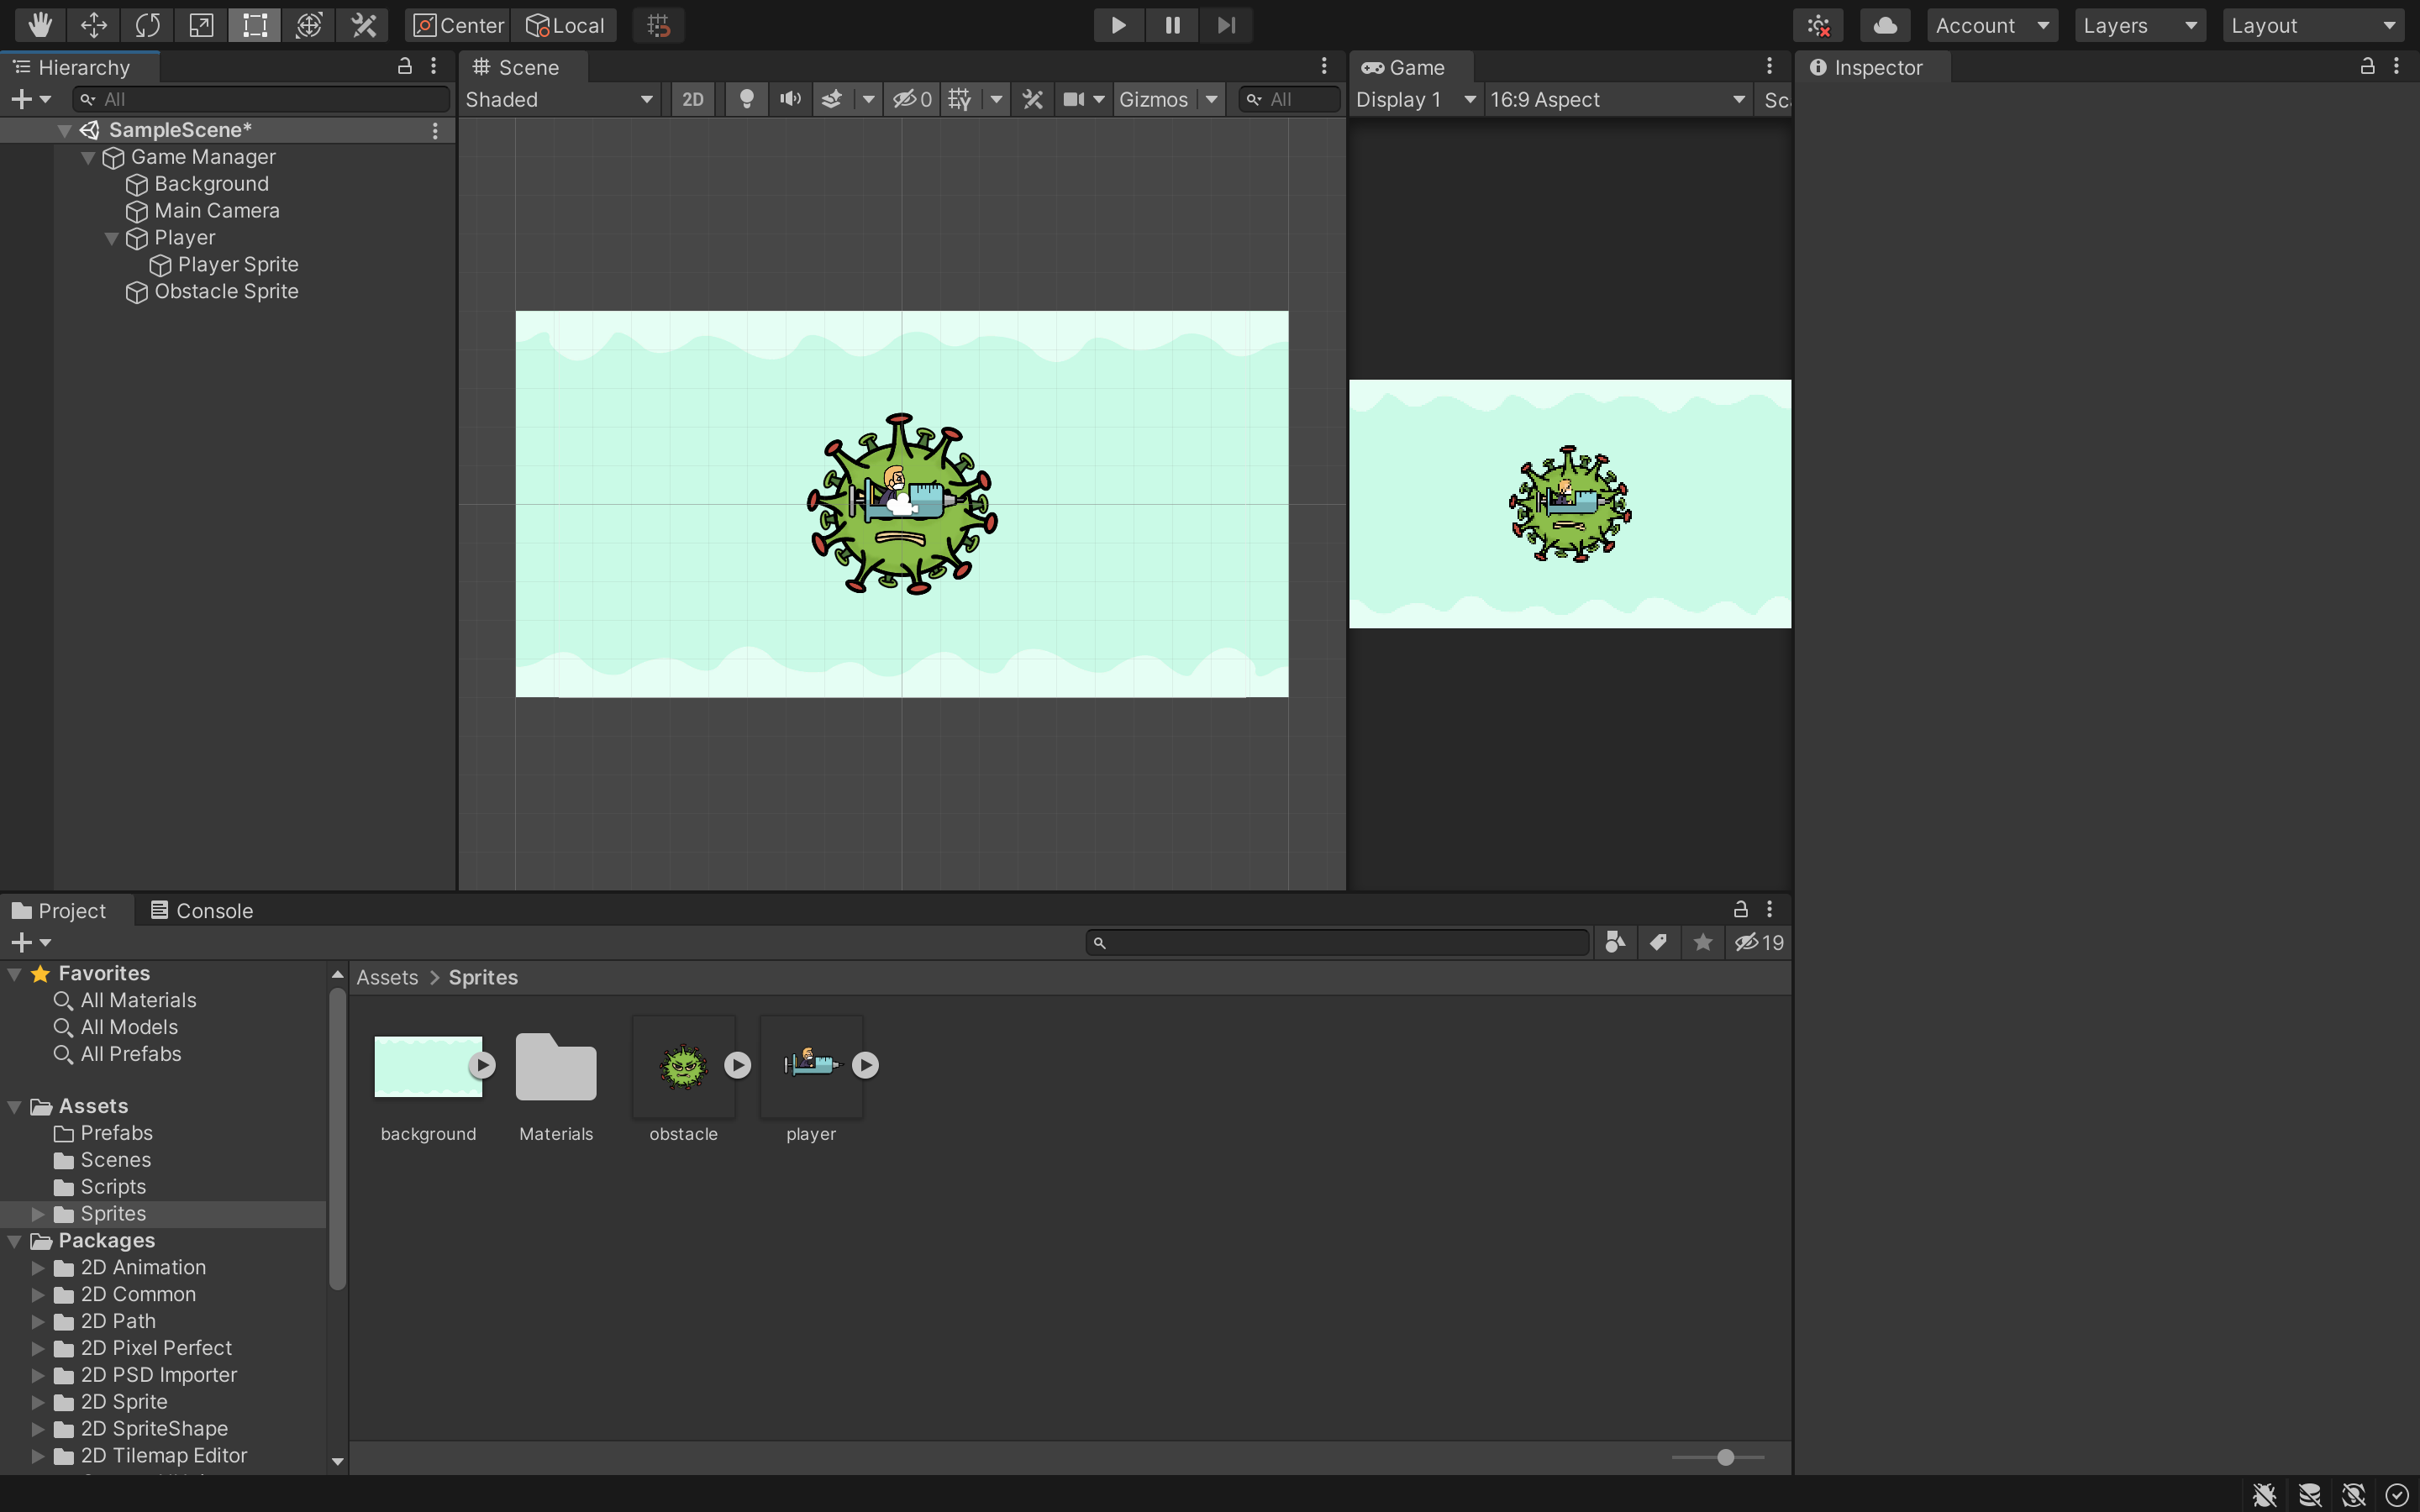 Center Local Account Layers Layout
Hierarchy
All
SampleScene*
Game Manager
Background
Main Camera
Player
Player Sprite
Obstacle Sprite
Scene
Shaded 2D 0 Gizmos All
Game
Display 1 16:9 Aspect Sc
Inspector
Project Console
19
Favorites
All Materials
All Models
All Prefabs
Assets
Prefabs
Scenes
Scripts
Sprites
Packages
2D Animation
2D Common
2D Path
2D Pixel Perfect
2D PSD Importer
2D Sprite
2D SpriteShape
2D Tilemap Editor
Assets > Sprites
background Materials obstacle player